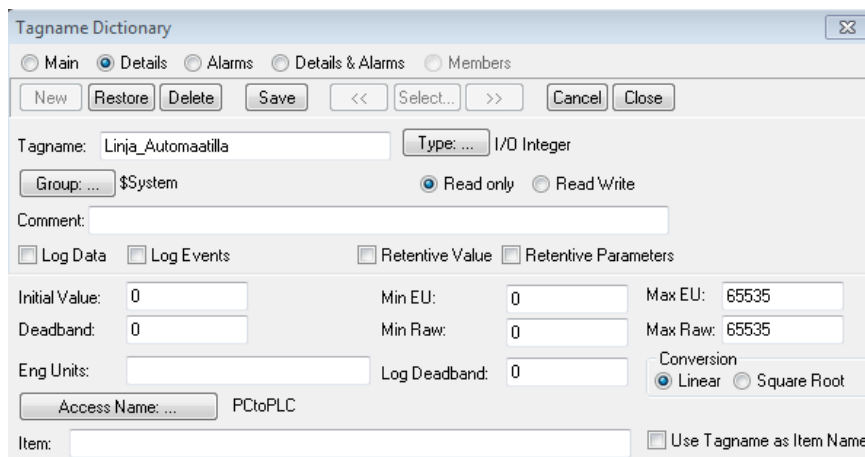 Tagname Dictionary
Main Details Alarms Details & Alarms Members
New Restore Delete Save << Select... >> Cancel Close
Tagname: Linja_Automaatilla Type: ... I/O Integer
Group: ... $System Read only Read Write
Comment:
Log Data Log Events Retentive Value Retentive Parameters
Initial Value: 0 Min EU: 0 Max EU: 65535
Deadband: 0 Min Raw: 0 Max Raw: 65535
Eng Units: Log Deadband: 0 Conversion
Linear Square Root
Access Name: ... PCtoPLC
Item: Use Tagname as Item Name